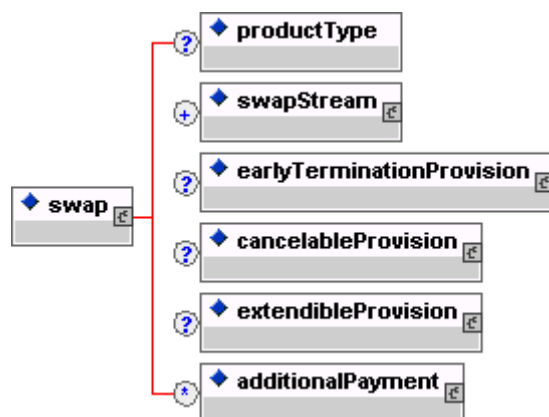 productType
swapStream
earlyTerminationProvision
swap
cancelableProvision
extendibleProvision
additionalPayment